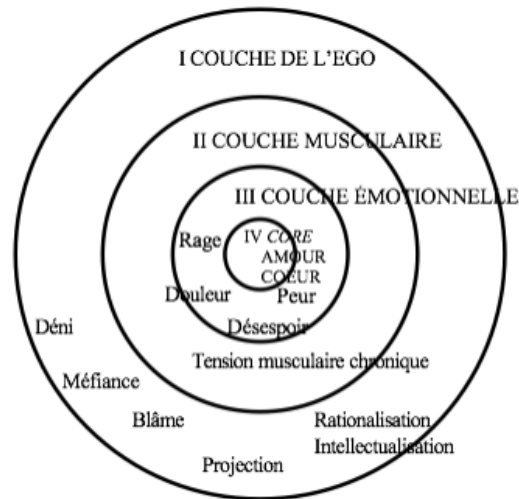 I COUCHE DE L'EGO
II COUCHE MUSCULAIRE
III COUCHE ÉMOTIONNELLE
Rage
IV CORE
AMOUR
COEUR
Douleur
Peur
Désespoir
Déni
Tension musculaire chronique
Méfiance
Blâme
Rationalisation
Intellectualisation
Projection